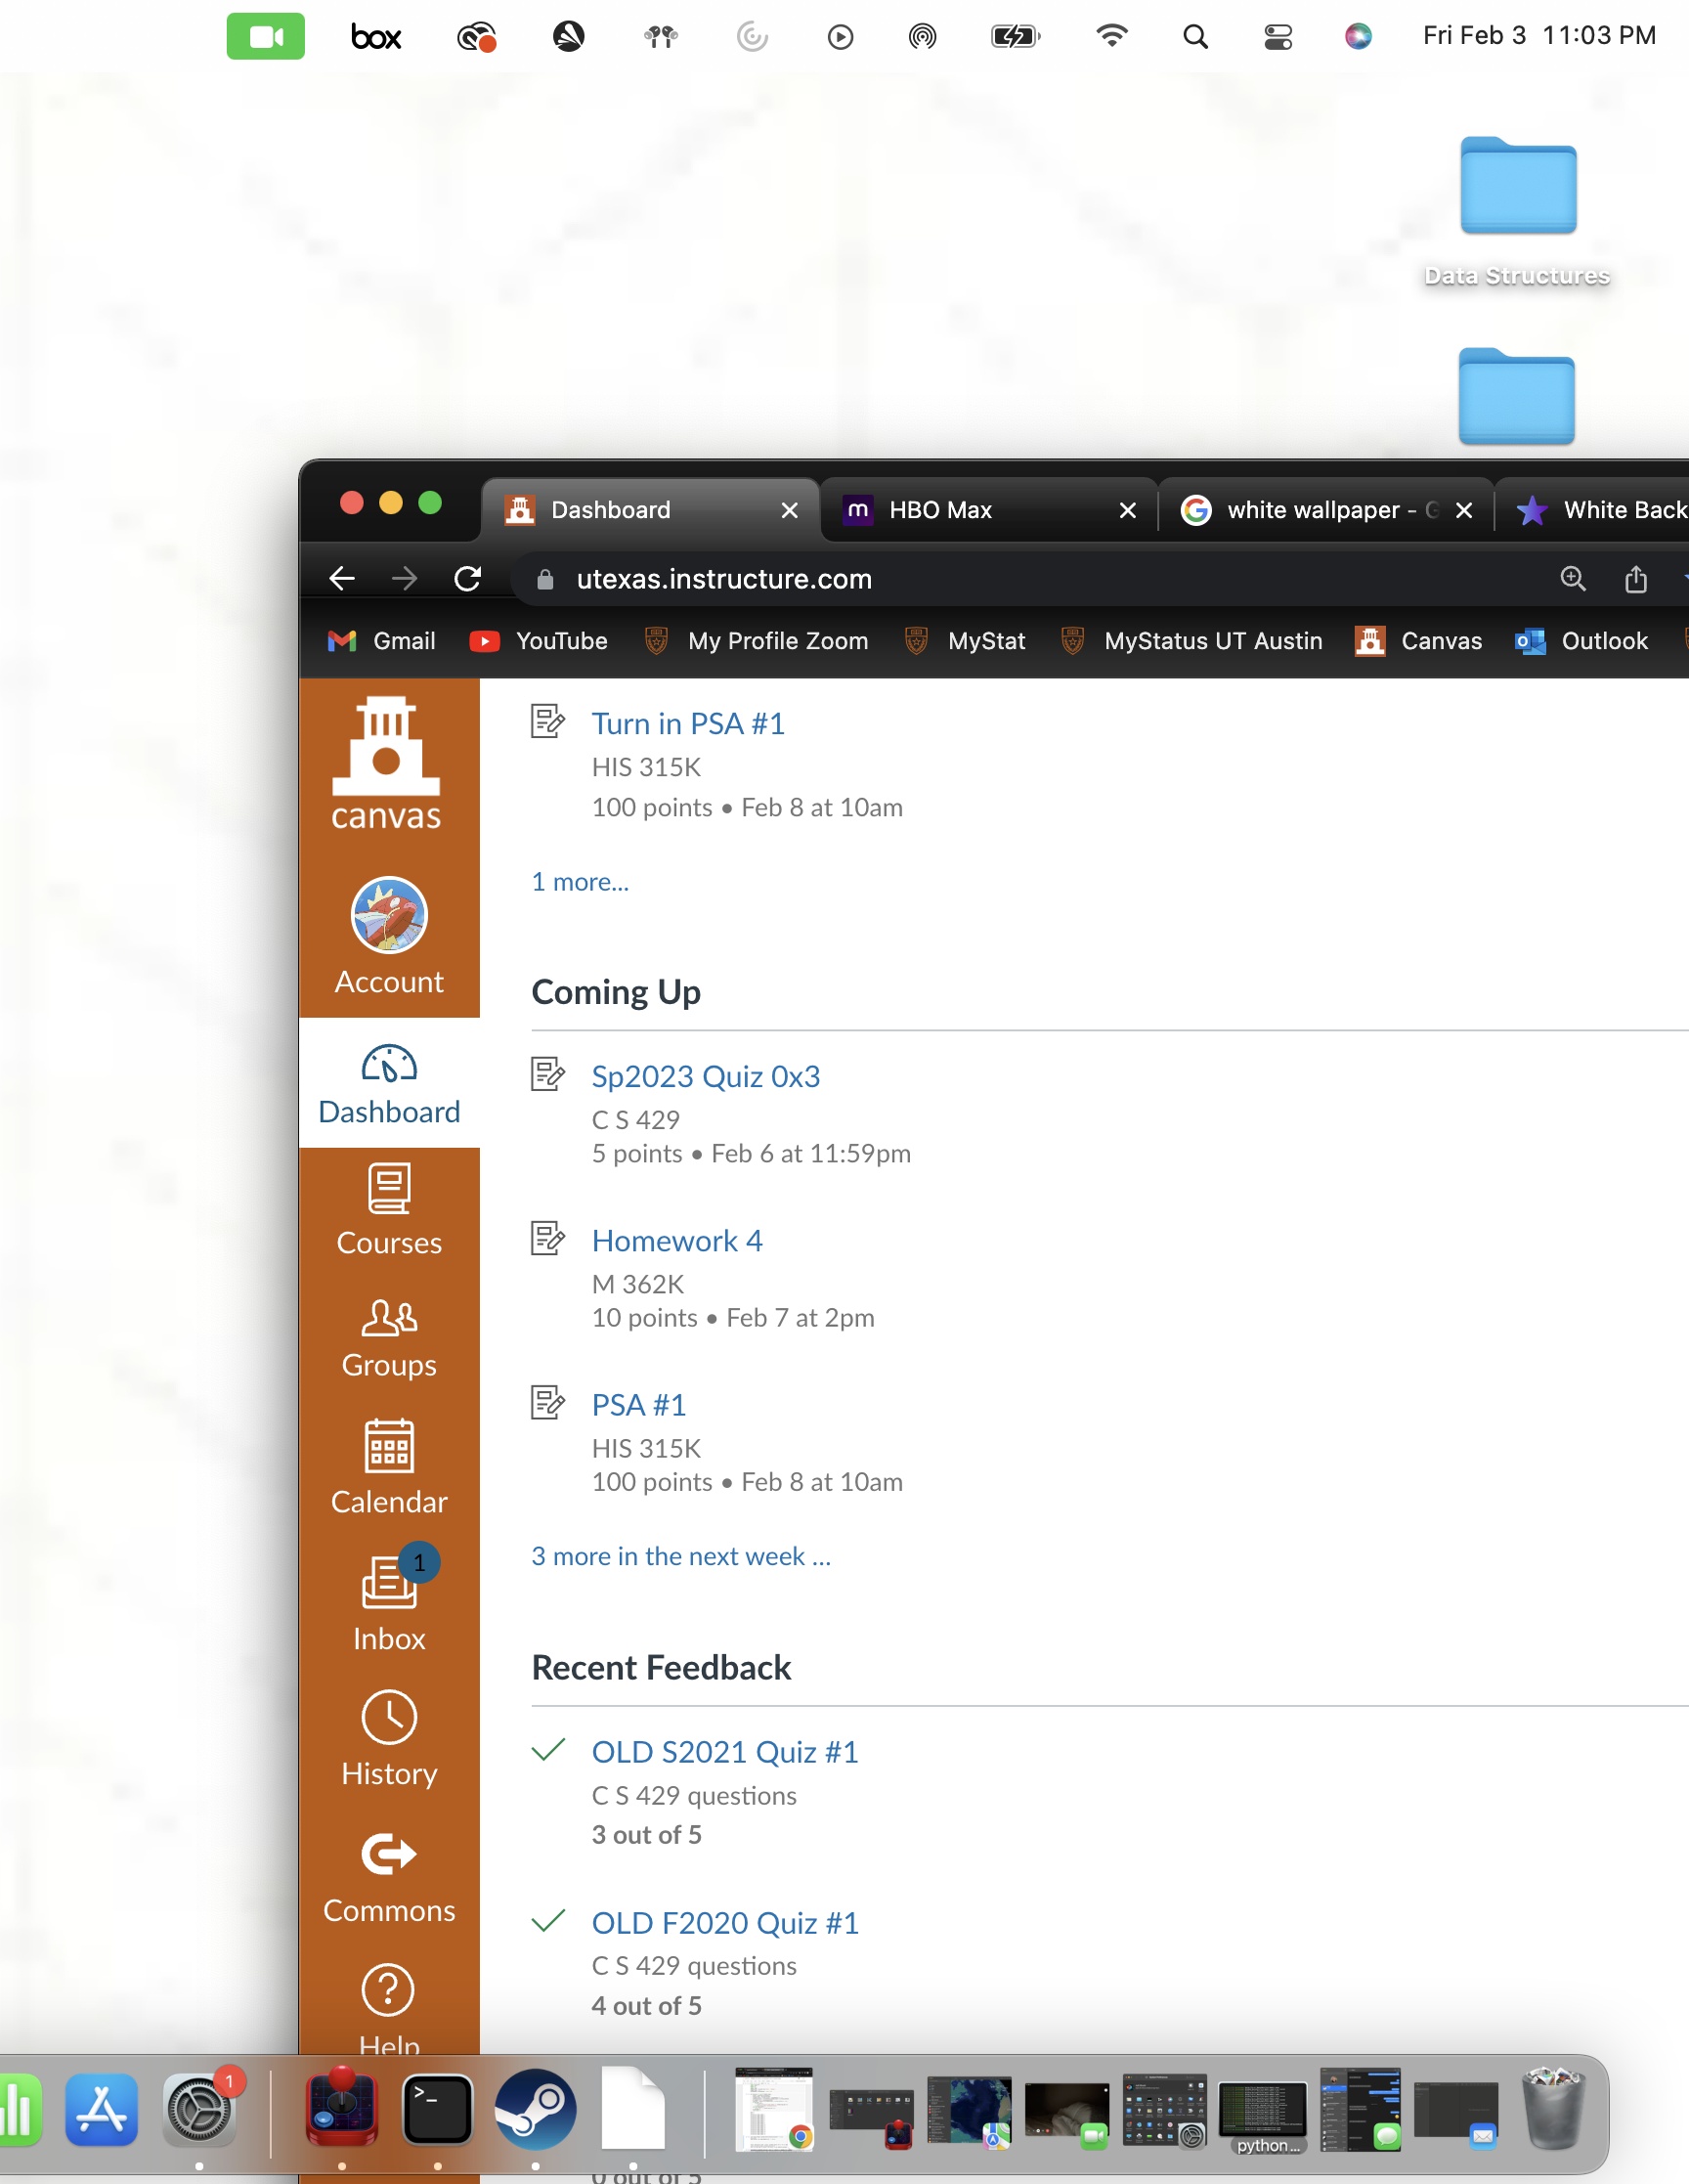 box
Fri Feb 3 11:03 PM
Data Structures
Dashboard
HBO Max
white wallpaper -
White Back
utexas.instructure.com
Gmail
YouTube
My Profile Zoom
MyStat
MyStatus UT Austin
Canvas
Outlook
canvas
Account
Dashboard
Courses
Groups
Calendar
1
Inbox
History
Commons
Help
Turn in PSA #1
HIS 315K
100 points • Feb 8 at 10am
1 more...
Coming Up
Sp2023 Quiz 0x3
C S 429
5 points • Feb 6 at 11:59pm
Homework 4
M 362K
10 points • Feb 7 at 2pm
PSA #1
HIS 315K
100 points • Feb 8 at 10am
3 more in the next week ...
Recent Feedback
OLD S2021 Quiz #1
C S 429 questions
3 out of 5
OLD F2020 Quiz #1
C S 429 questions
4 out of 5
1
>_
python...
0 out of 5